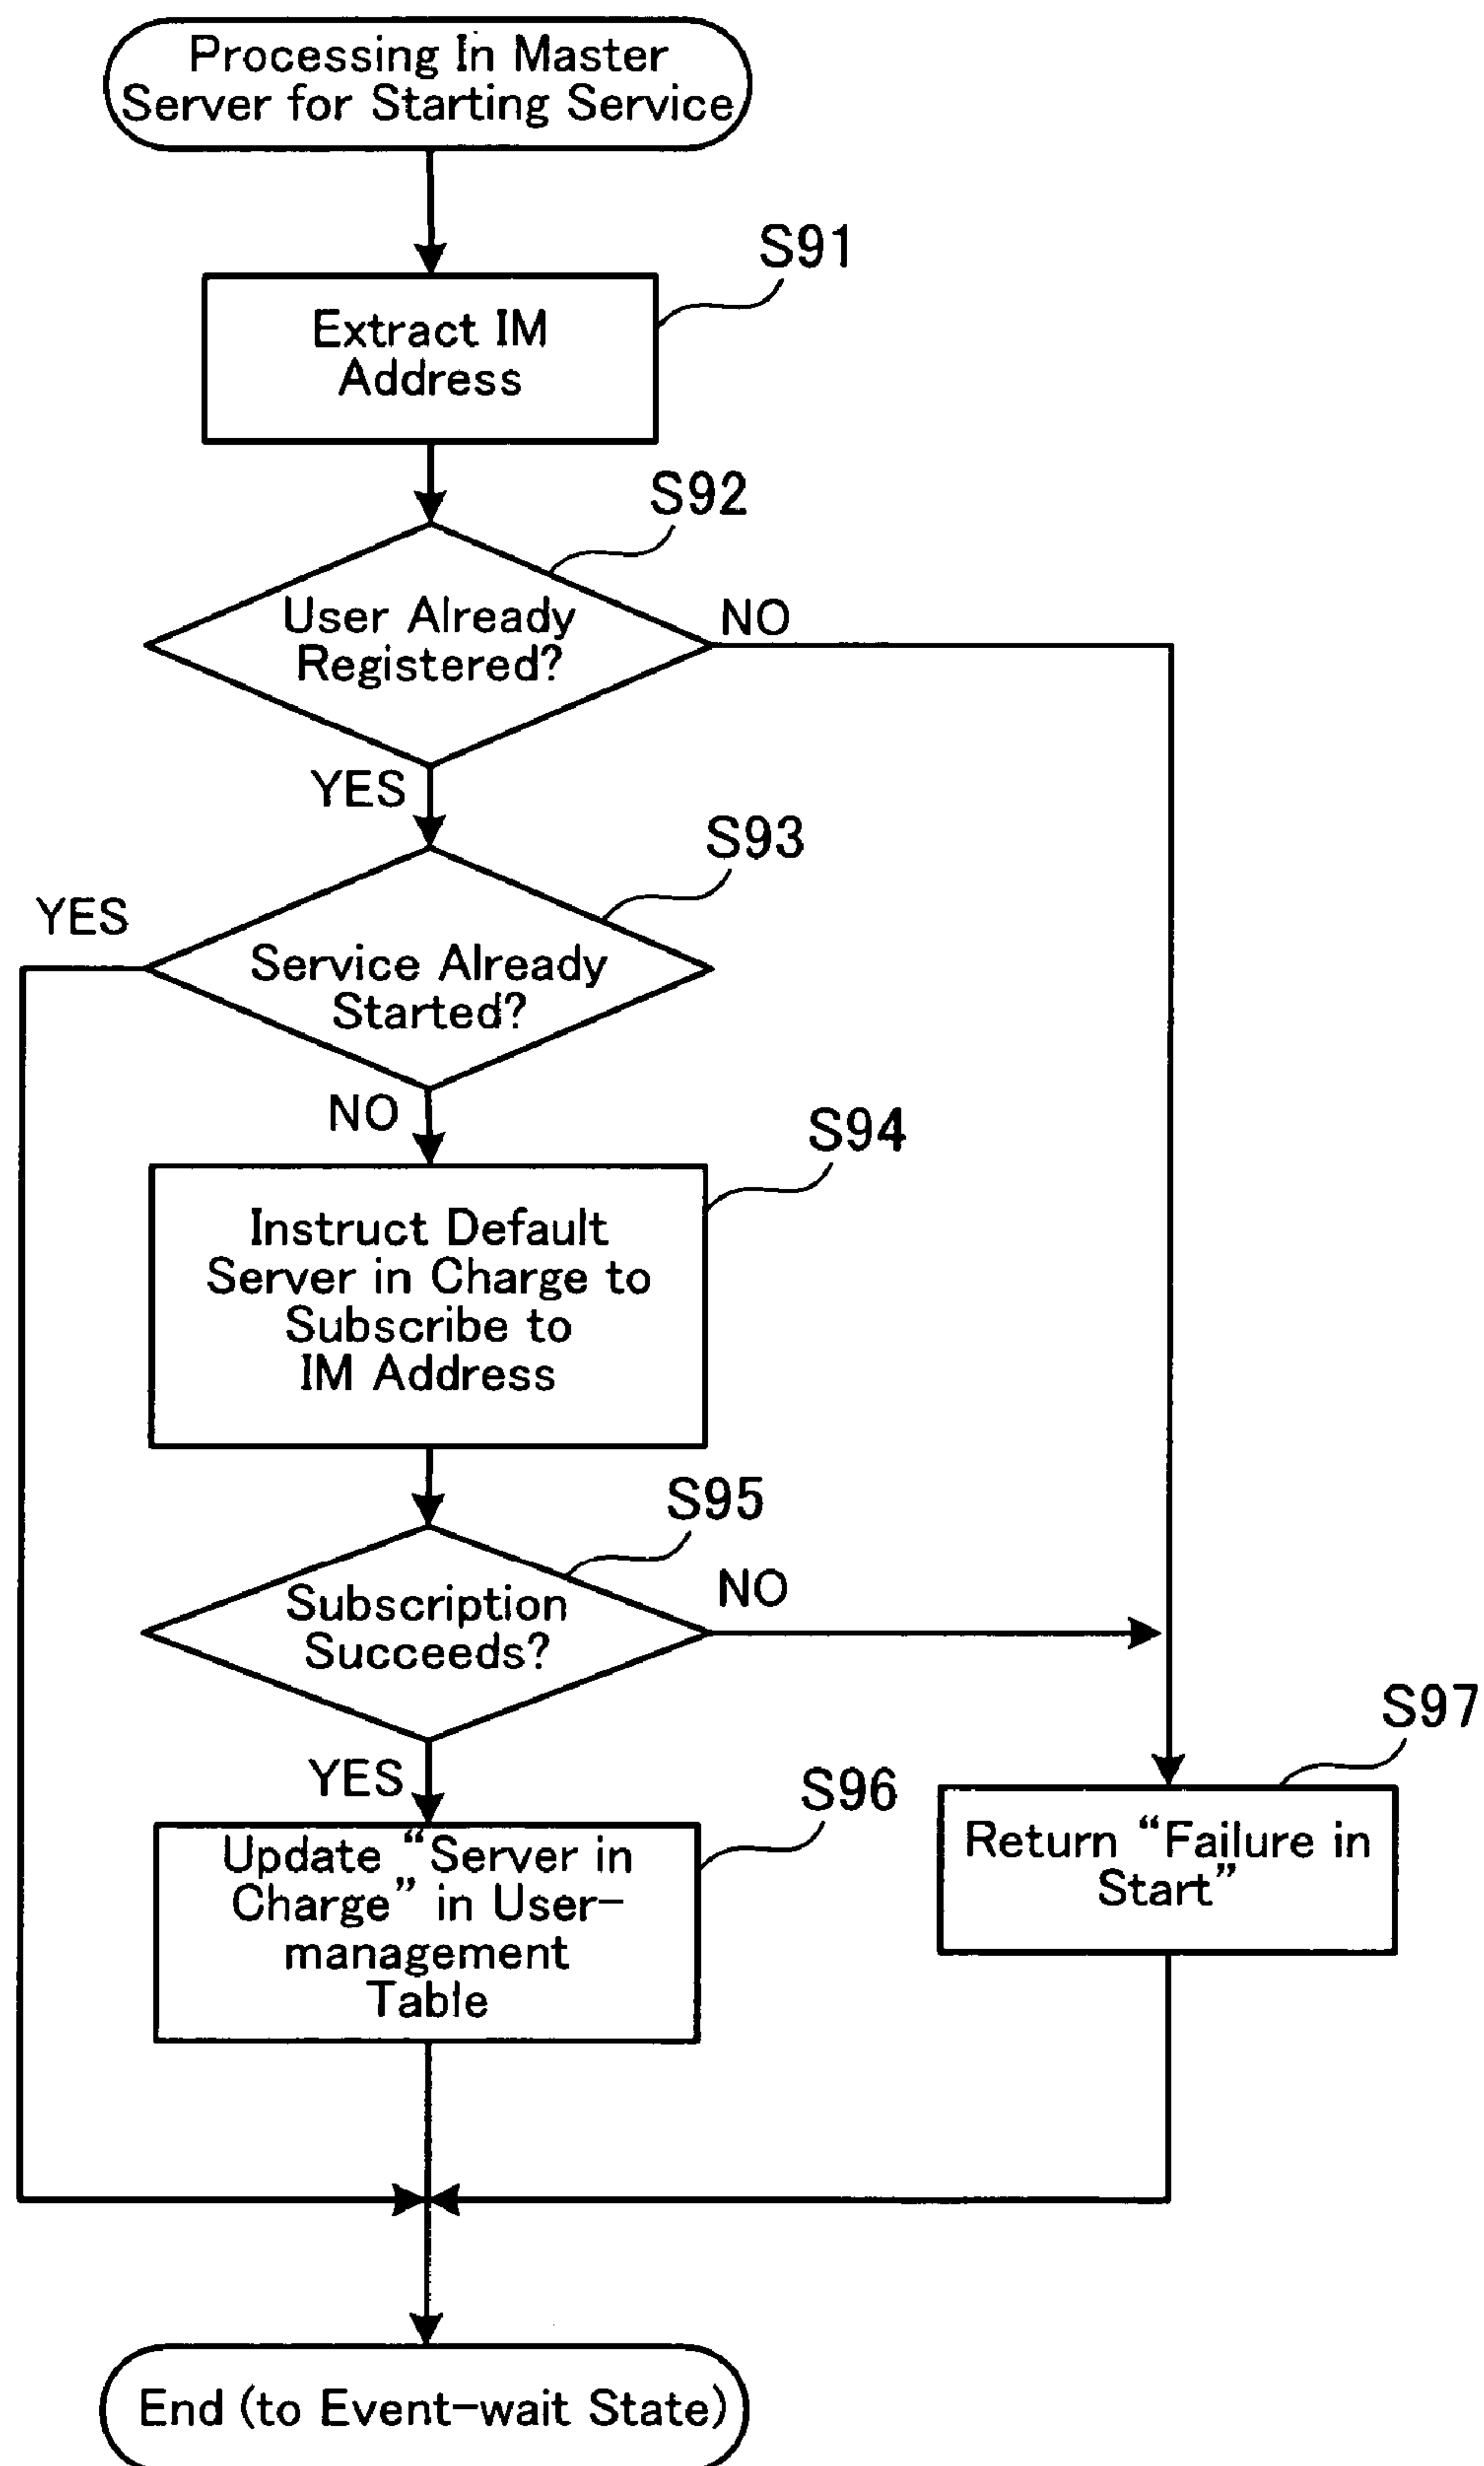 Processing In Master
Server for Starting Service
S91
Extract IM
Address
S92
User Already
Registered?
NO
YES
S93
YES
Service Already
Started?
NO
S94
Instruct Default
Server in Charge to
Subscribe to
IM Address
S95
Subscription
Succeeds?
NO
YES
S96
Update “Server in
Charge” in User-
management
Table
S97
Return “Failure in
Start”
End (to Event-wait State)